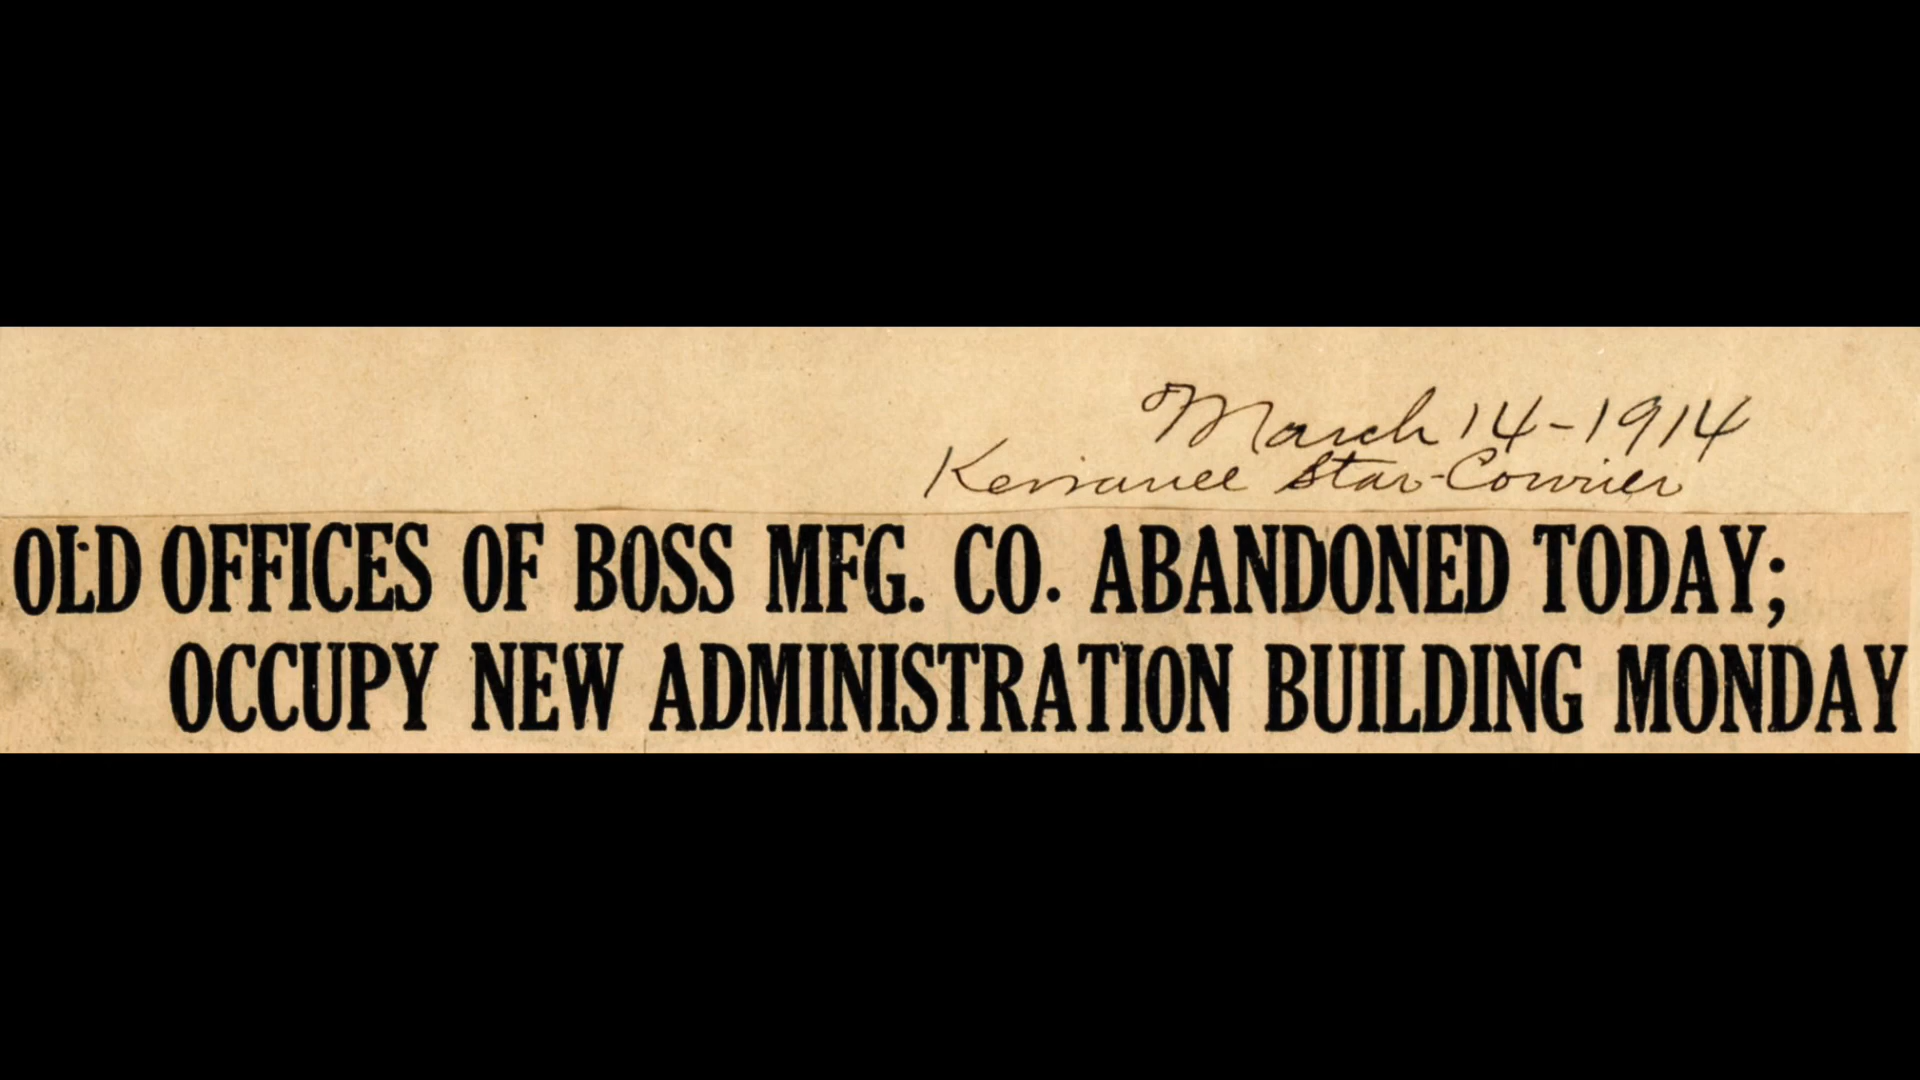 March 14-1914
Kewanee Star-Courier
OLD OFFICES OF BOSS MFG. CO. ABANDONED TODAY;
OCCUPY NEW ADMINISTRATION BUILDING MONDAY